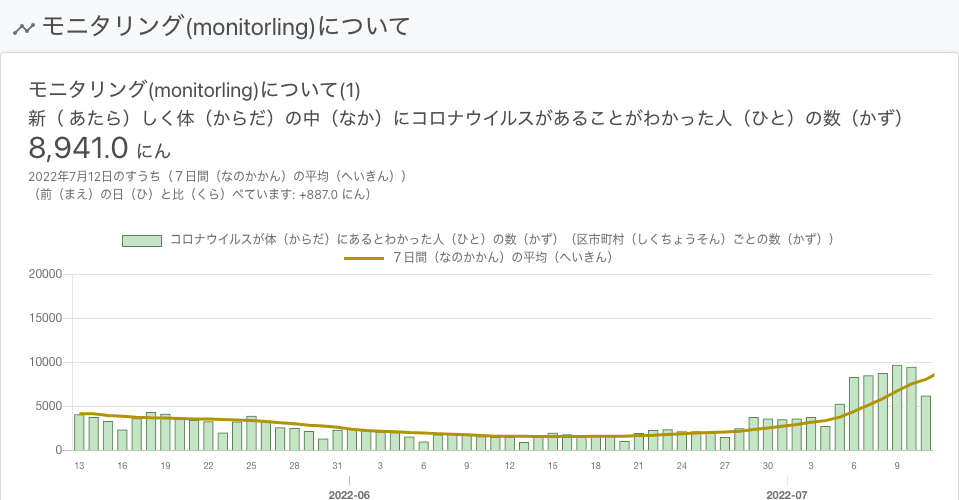 モニタリング(monitorling)について
モニタリング(monitorling)について(1)
新（ あたら）しく体（からだ）の中（なか）にコロナウイルスがあることがわかった人（ひと）の数（かず）
8,941.0 にん
2022年7月12日のすうち（７日間（なのかかん）の平均（へいきん））
（前（まえ）の日（ひ）と比（くら）べています: +887.0 にん）
コロナウイルスが体（からだ）にあるとわかった人（ひと）の数（かず）（区市町村（しくちょうそん）ごとの数（かず））
７日間（なのかかん）の平均（へいきん）
20000
15000
10000
5000
0
13 16 19 22 25 28 31 3 6 9 12 15 18 21 24 27 30 3 6 9
2022-06 2022-07